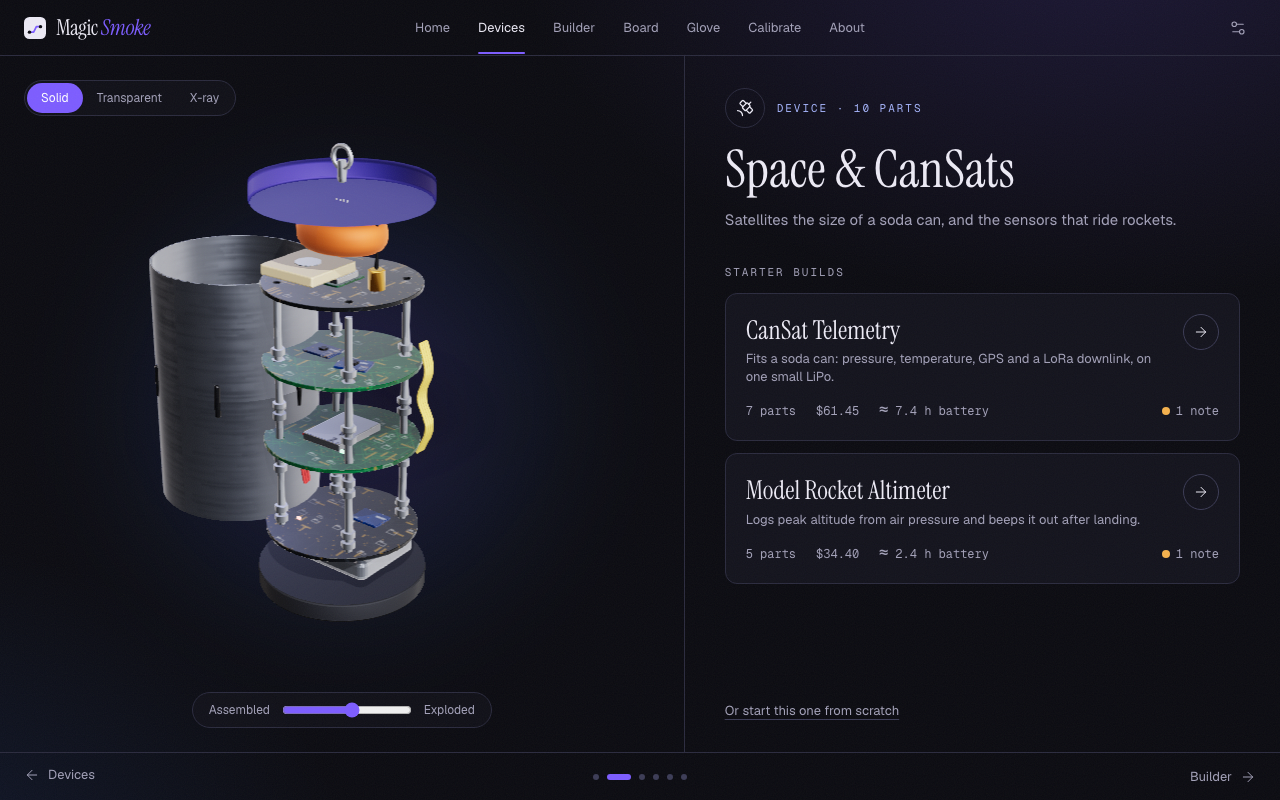 Magic Smoke
Home
Devices
Builder
Board
Glove
Calibrate
About
Solid
Transparent
X-ray
DEVICE · 10 PARTS
Space & CanSats
Satellites the size of a soda can, and the sensors that ride rockets.
STARTER BUILDS
CanSat Telemetry
Fits a soda can: pressure, temperature, GPS and a LoRa downlink, on
one small LiPo.
7 parts $61.45 ≈ 7.4 h battery 1 note
Model Rocket Altimeter
Logs peak altitude from air pressure and beeps it out after landing.
5 parts $34.40 ≈ 2.4 h battery 1 note
Assembled
Exploded
Or start this one from scratch
Devices
Builder